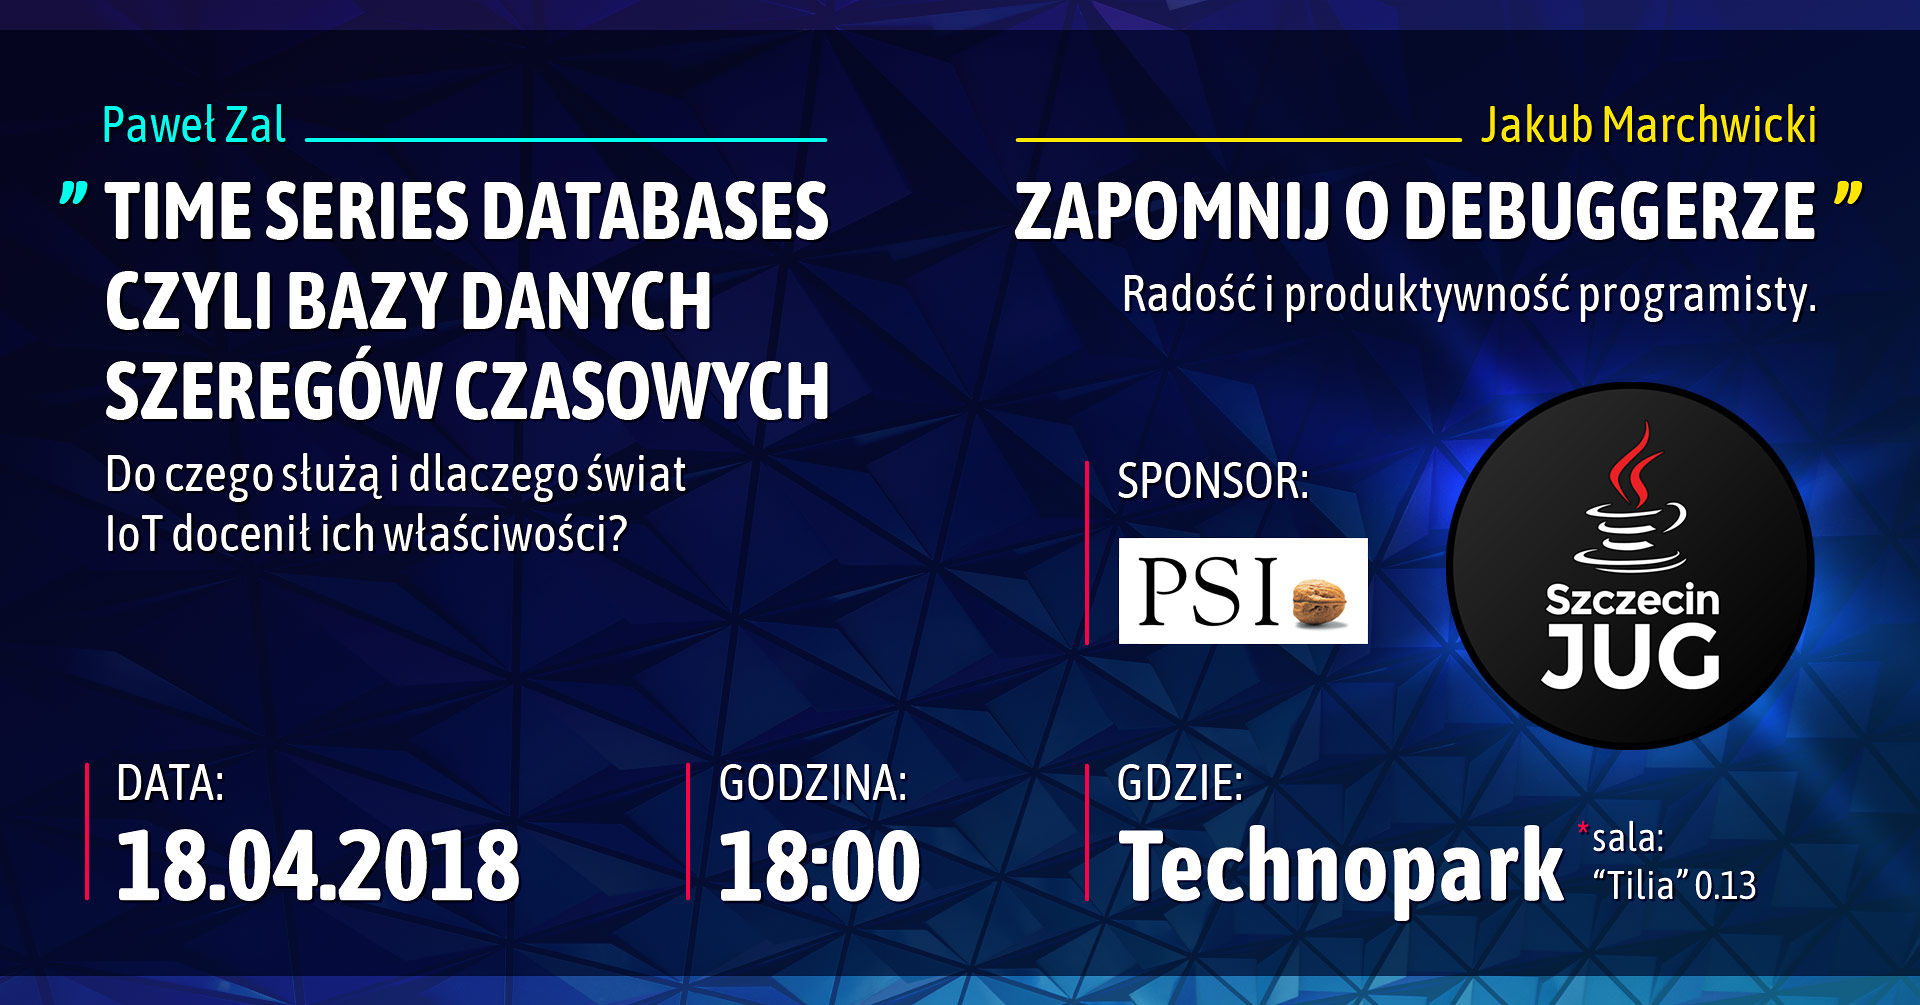 Paweł Zal
” TIME SERIES DATABASES
CZYLI BAZY DANYCH
SZEREGÓW CZASOWYCH
Do czego służą i dlaczego świat
IoT docenił ich właściwości?
Jakub Marchwicki
ZAPOMNIJ O DEBUGGERZE ”
Radość i produktywność programisty.
SPONSOR:
PSI
Szczecin
JUG
DATA:
18.04.2018
GODZINA:
18:00
GDZIE:
Technopark
*sala:
“Tilia” 0.13